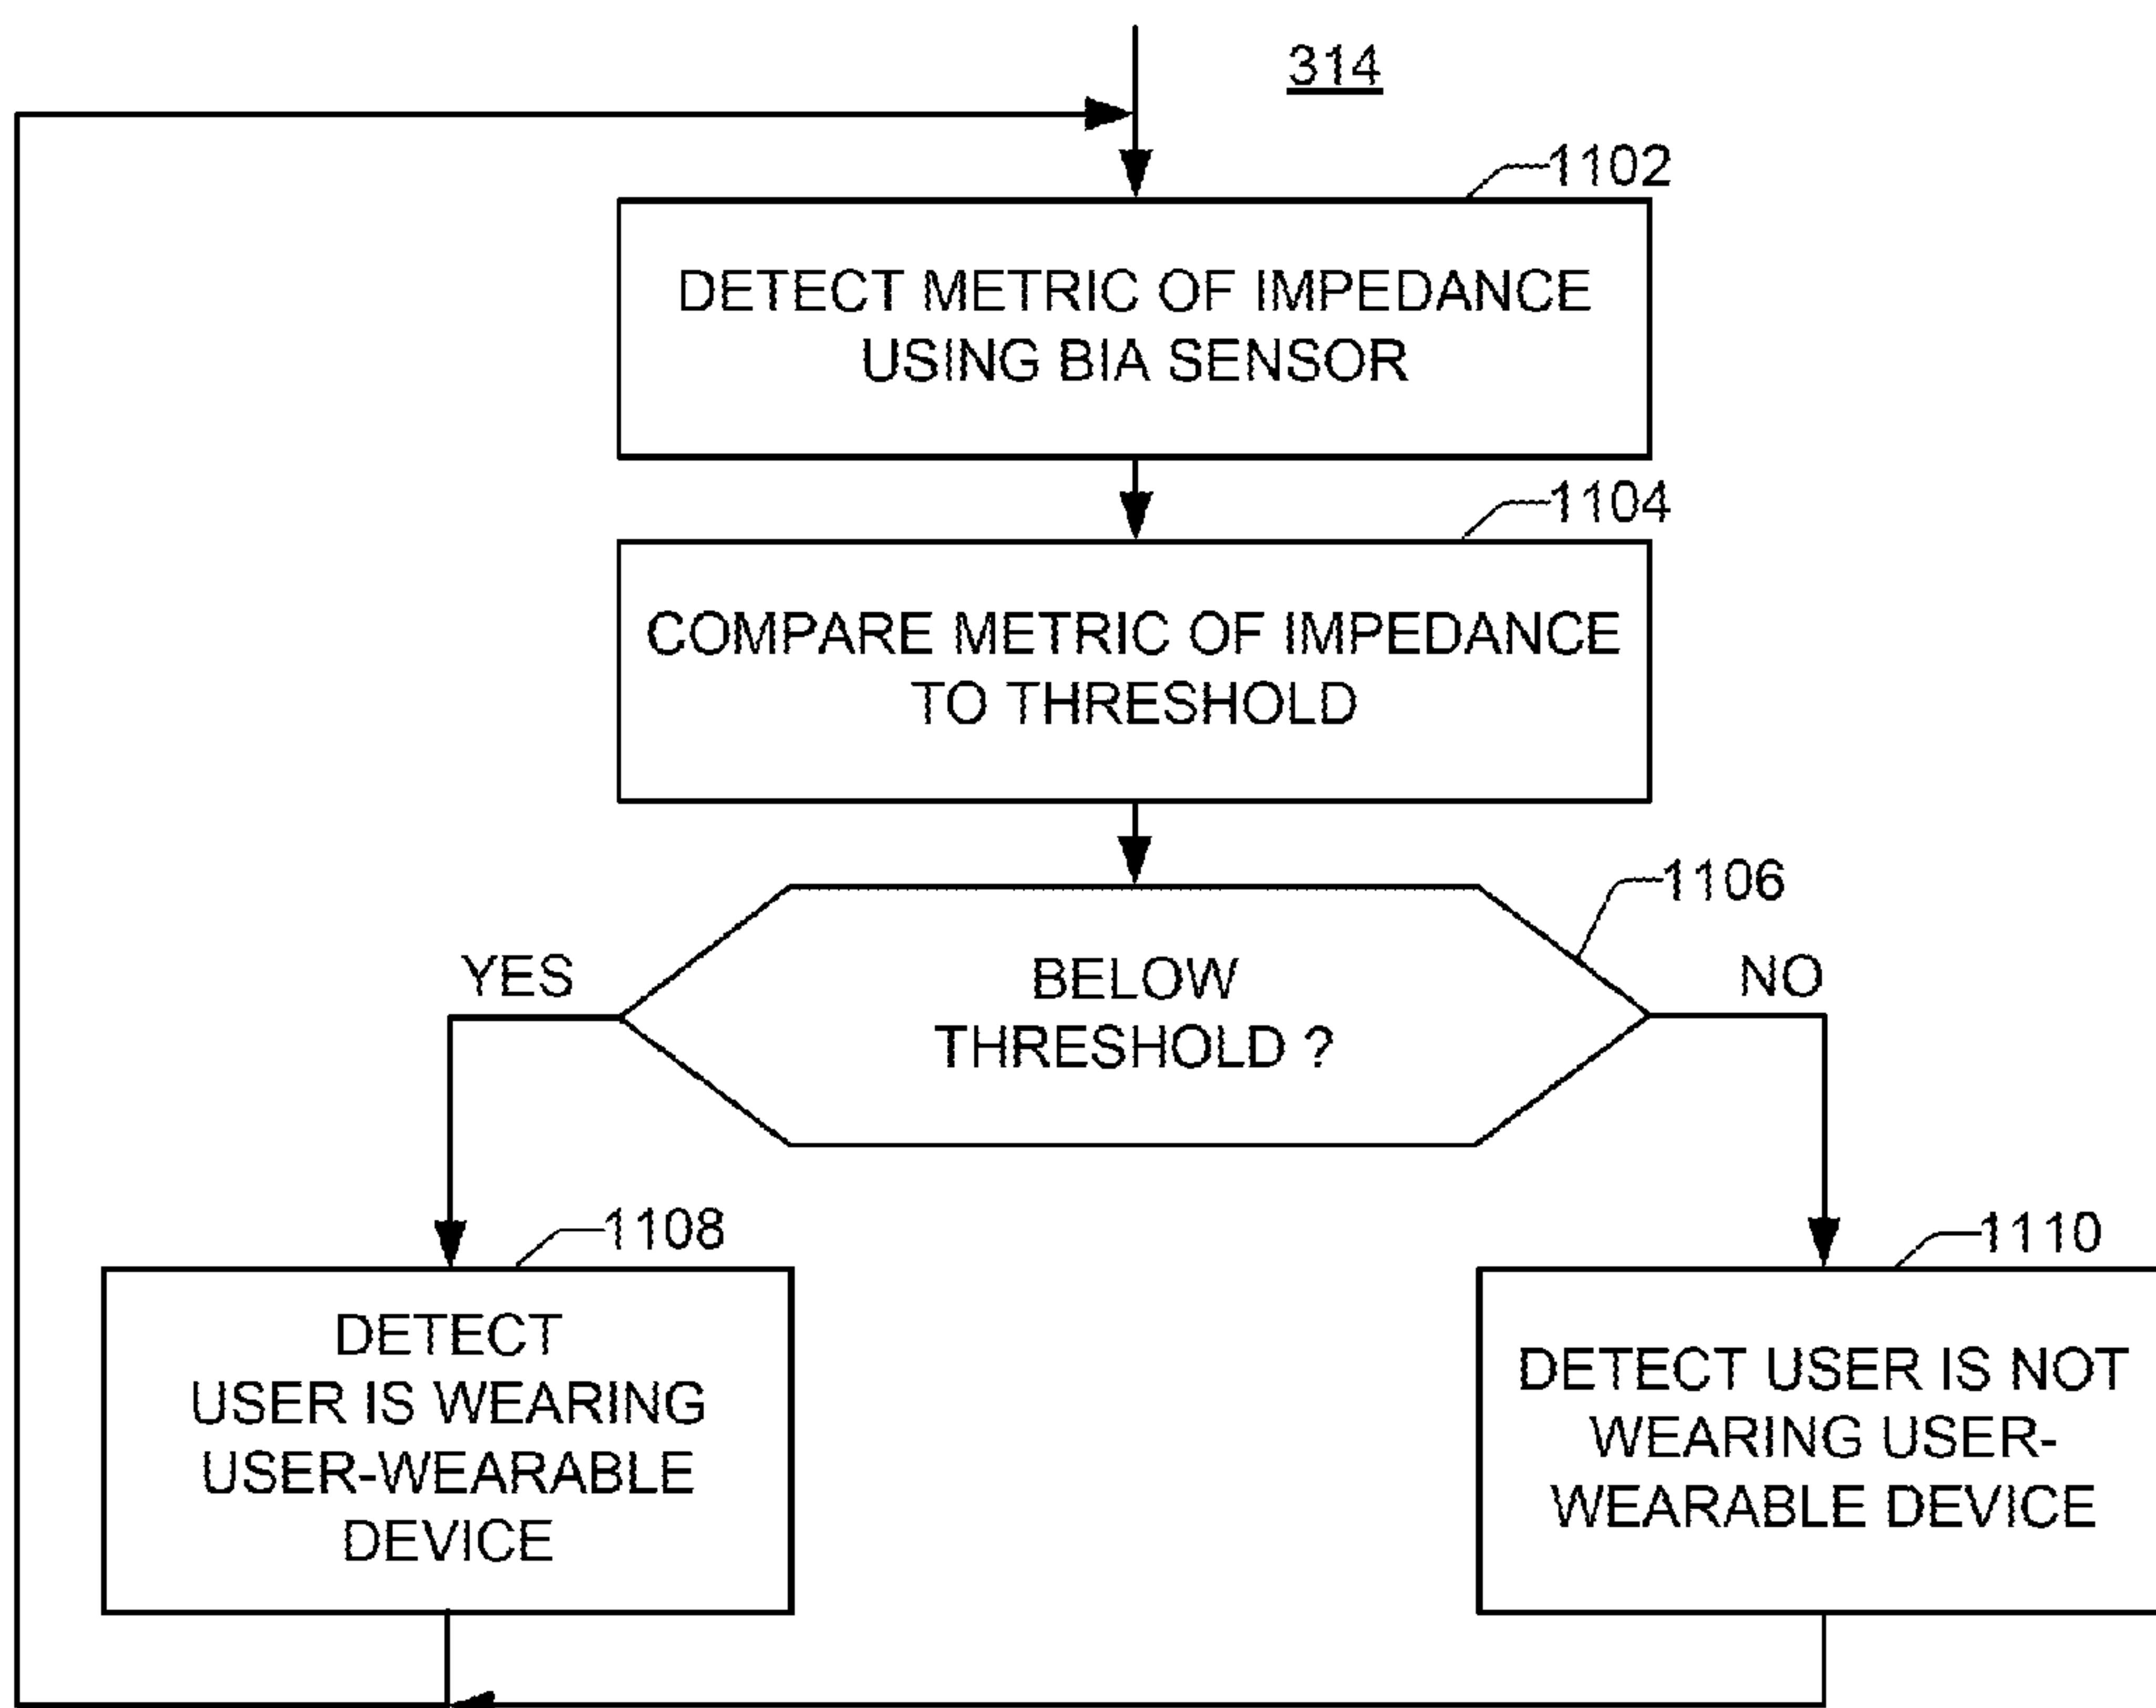 314
1102
DETECT METRIC OF IMPEDANCE
USING BIA SENSOR
1104
COMPARE METRIC OF IMPEDANCE
TO THRESHOLD
1106
YES
BELOW
THRESHOLD ?
NO
1108
DETECT
USER IS WEARING
USER-WEARABLE
DEVICE
1110
DETECT USER IS NOT
WEARING USER-
WEARABLE DEVICE